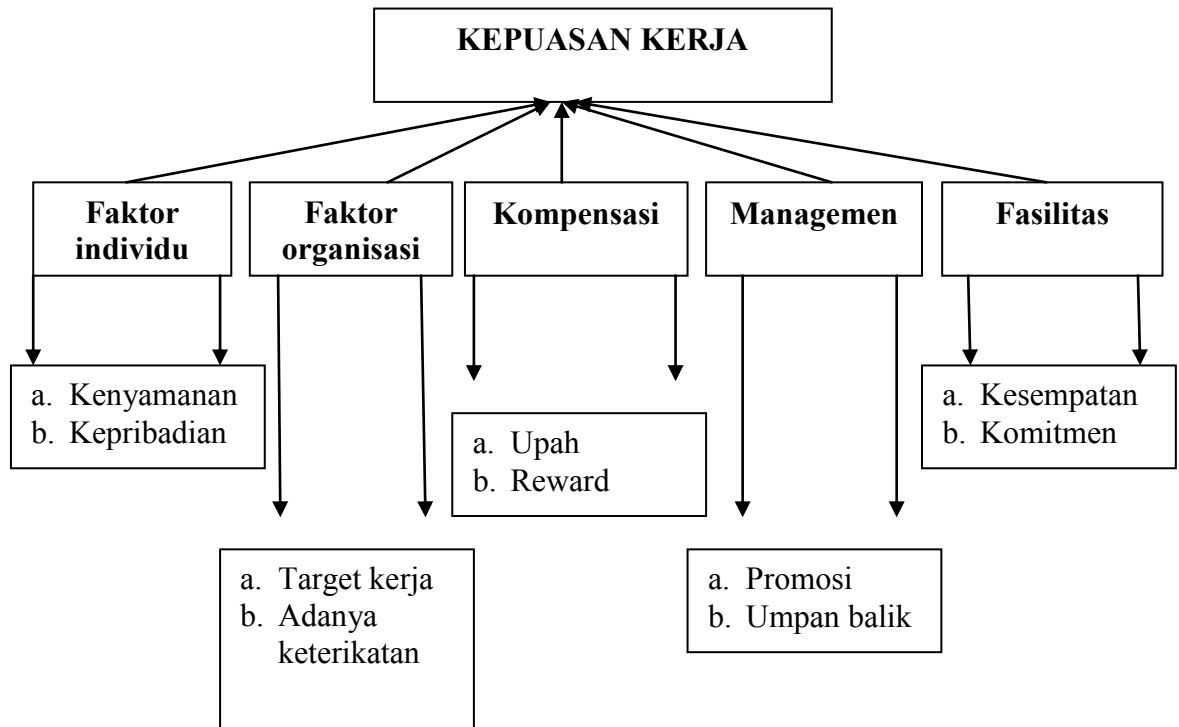 KEPUASAN KERJA
Faktor
individu
Faktor
organisasi
Kompensasi
Managemen
Fasilitas
a. Kenyamanan
b. Kepribadian
a. Target kerja
b. Adanya
keterikatan
a. Upah
b. Reward
a. Promosi
b. Umpan balik
a. Kesempatan
b. Komitmen